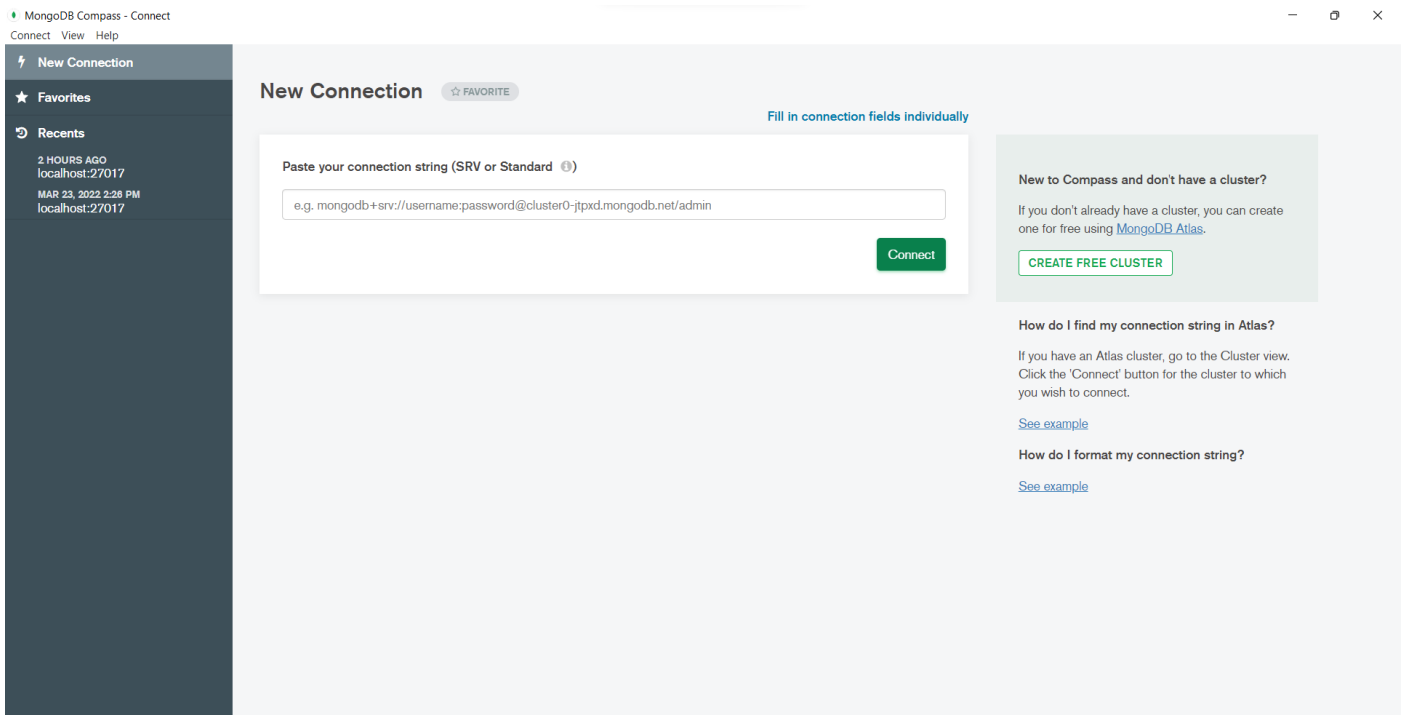 MongoDB Compass - Connect
Connect View Help
New Connection
Favorites
Recents
2 HOURS AGO
localhost:27017
MAR 23, 2022 2:26 PM
localhost:27017
New Connection
FAVORITE
Fill in connection fields individually
Paste your connection string (SRV or Standard )
e.g. mongodb+srv://username:password@cluster0-jtpxd.mongodb.net/admin
Connect
New to Compass and don't have a cluster?
If you don't already have a cluster, you can create
one for free using MongoDB Atlas.
CREATE FREE CLUSTER
How do I find my connection string in Atlas?
If you have an Atlas cluster, go to the Cluster view.
Click the 'Connect' button for the cluster to which
you wish to connect.
See example
How do I format my connection string?
See example